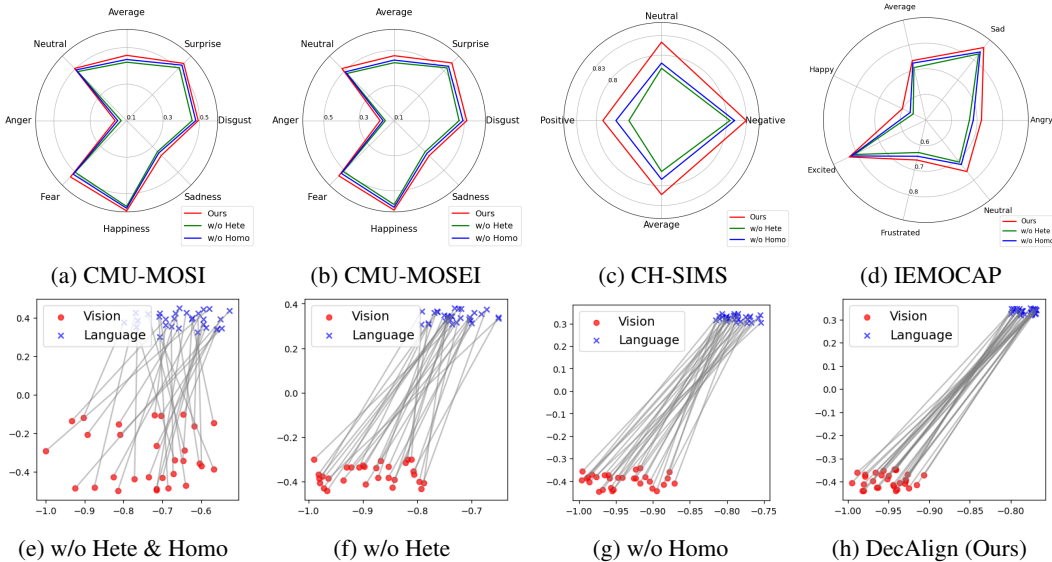 Average
Neutral
Surprise
Anger
0.1
0.3
0.5
Disgust
Fear
Sadness
Happiness
Ours
w/o Hete
w/o Homo
(a) CMU-MOSI
Average
Neutral
Surprise
Anger
0.1
0.3
0.5
Disgust
Fear
Sadness
Happiness
Ours
w/o Hete
w/o Homo
(b) CMU-MOSEI
Neutral
0.83
0.8
Positive
Negative
Average
Ours
w/o Hete
w/o Homo
(c) CH-SIMS
Average
Sad
Happy
Angry
0.6
0.7
0.8
Excited
Neutral
Frustrated
Ours
w/o Hete
w/o Homo
(d) IEMOCAP
0.4
0.2
0.0
−0.2
−0.4
Vision
Language
−1.0 −0.9 −0.8 −0.7 −0.6
(e) w/o Hete & Homo
0.4
0.2
0.0
−0.2
−0.4
Vision
Language
−1.0 −0.9 −0.8 −0.7
(f) w/o Hete
0.3
0.2
0.1
0.0
−0.1
−0.2
−0.3
−0.4
Vision
Language
−1.00 −0.95 −0.90 −0.85 −0.80 −0.75
(g) w/o Homo
0.3
0.2
0.1
0.0
−0.1
−0.2
−0.3
−0.4
Vision
Language
−1.00 −0.95 −0.90 −0.85 −0.80
(h) DecAlign (Ours)